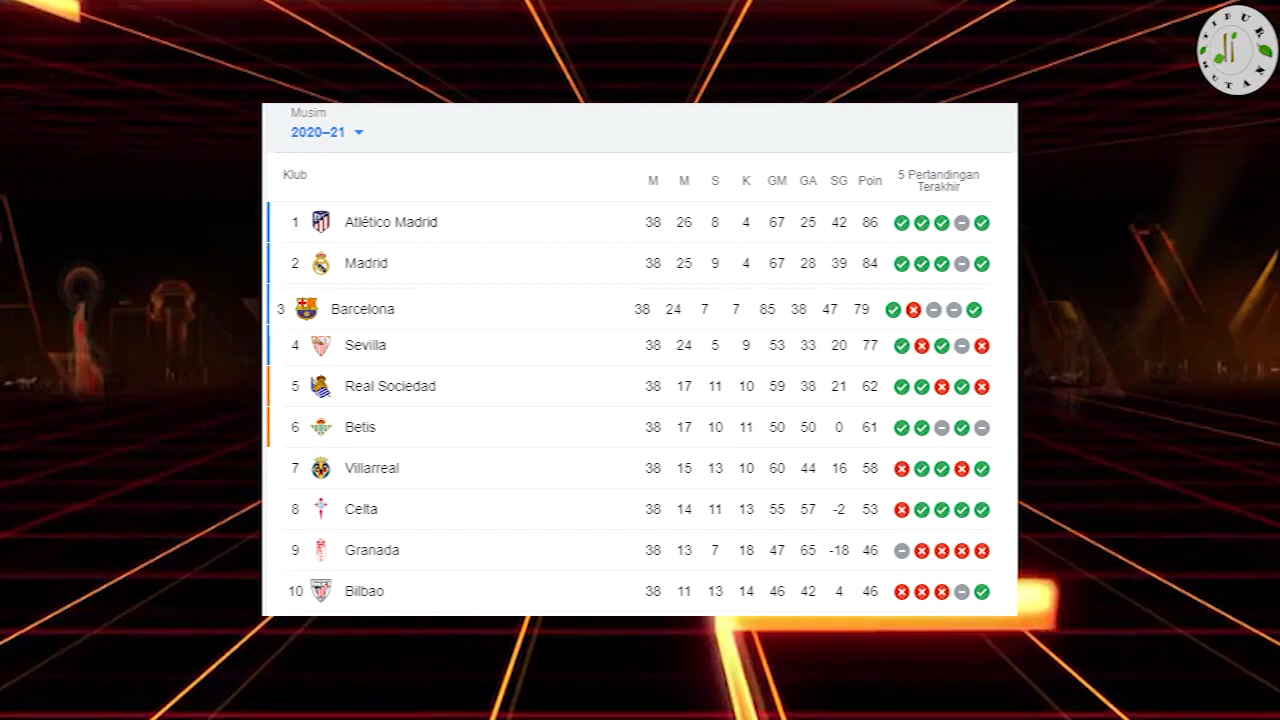 TIDUR
HUTAN
Musim
2020–21
Klub M M S K GM GA SG Poin 5 Pertandingan
Terakhir
1 Atlético Madrid 38 26 8 4 67 25 42 86
2 Madrid 38 25 9 4 67 28 39 84
3 Barcelona 38 24 7 7 85 38 47 79
4 Sevilla 38 24 5 9 53 33 20 77
5 Real Sociedad 38 17 11 10 59 38 21 62
6 Betis 38 17 10 11 50 50 0 61
7 Villarreal 38 15 13 10 60 44 16 58
8 Celta 38 14 11 13 55 57 -2 53
9 Granada 38 13 7 18 47 65 -18 46
10 Bilbao 38 11 13 14 46 42 4 46